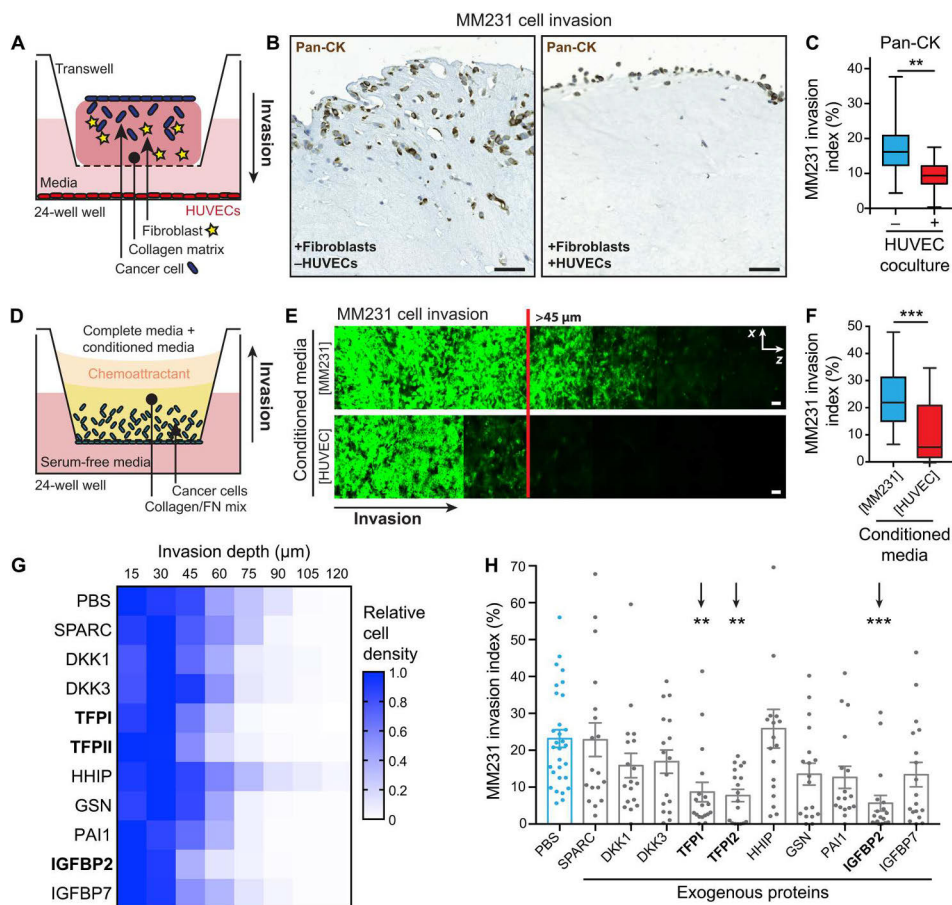 MM231 cell invasion
A
Transwell
Invasion
Media
24-well well
HUVECs
Fibroblast
Collagen matrix
Cancer cell
B
Pan-CK
+Fibroblasts
–HUVECs
Pan-CK
+Fibroblasts
+HUVECs
C
Pan-CK
**
MM231 invasion
index (%)
40
30
20
10
0
– +
HUVEC
coculture
D
Complete media +
conditioned media
Chemoattractant
Invasion
Serum-free media
24-well well
Cancer cells
Collagen/FN mix
E
MM231 cell invasion
>45 µm
x
z
Conditioned media
[MM231]
[HUVEC]
Invasion
F
***
MM231 invasion
index (%)
50
40
30
20
10
0
[MM231]
[HUVEC]
Conditioned
media
G
Invasion depth (µm)
15 30 45 60 75 90 105 120
PBS
SPARC
DKK1
DKK3
TFPI
TFPII
HHIP
GSN
PAI1
IGFBP2
IGFBP7
Relative
cell
density
1.0
0.8
0.6
0.4
0.2
0
H
MM231 invasion index (%)
70
60
50
40
30
20
10
0
** ** ***
PBS SPARC DKK1 DKK3 TFPI TFPI2 HHIP GSN PAI1 IGFBP2 IGFBP7
Exogenous proteins